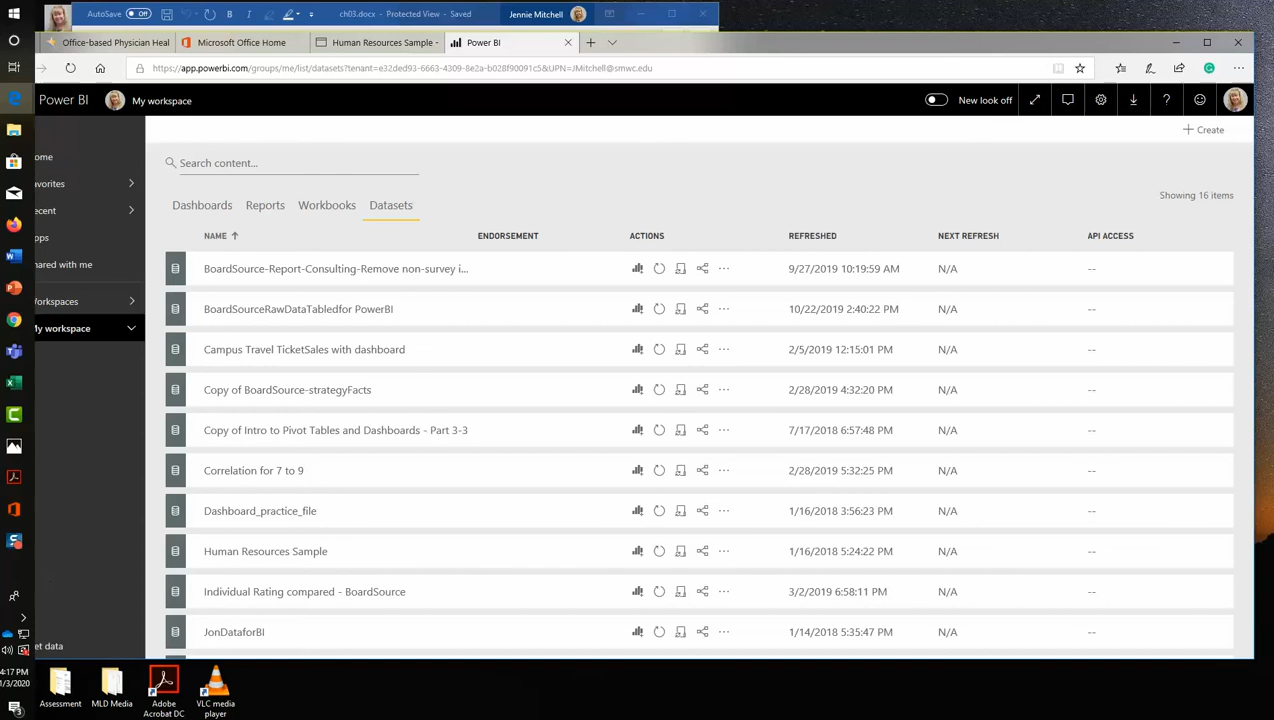 AutoSave Off ch03.docx - Protected View - Saved Jennie Mitchell
Office-based Physician Heal Microsoft Office Home Human Resources Sample - Power BI
https://app.powerbi.com/groups/me/list/datasets?tenant=e32ded93-6663-4309-8e2a-b028f90091c5&UPN=JMitchell@smwc.edu
Power BI My workspace New look off
Create
ome
avorites
ecent
pps
hared with me
orkspaces
y workspace
et data
Search content...
Showing 16 items
Dashboards Reports Workbooks Datasets
NAME ENDORSEMENT ACTIONS REFRESHED NEXT REFRESH API ACCESS
BoardSource-Report-Consulting-Remove non-survey i... 9/27/2019 10:19:59 AM N/A --
BoardSourceRawDataTabledfor PowerBI 10/22/2019 2:40:22 PM N/A --
Campus Travel TicketSales with dashboard 2/5/2019 12:15:01 PM N/A --
Copy of BoardSource-strategyFacts 2/28/2019 4:32:20 PM N/A --
Copy of Intro to Pivot Tables and Dashboards - Part 3-3 7/17/2018 6:57:48 PM N/A --
Correlation for 7 to 9 2/28/2019 5:32:25 PM N/A --
Dashboard_practice_file 1/16/2018 3:56:23 PM N/A --
Human Resources Sample 1/16/2018 5:24:22 PM N/A --
Individual Rating compared - BoardSource 3/2/2019 6:58:11 PM N/A --
JonDataforBI 1/14/2018 5:35:47 PM N/A --
4:17 PM
1/3/2020
3
Assessment MLD Media Adobe Acrobat DC VLC media player